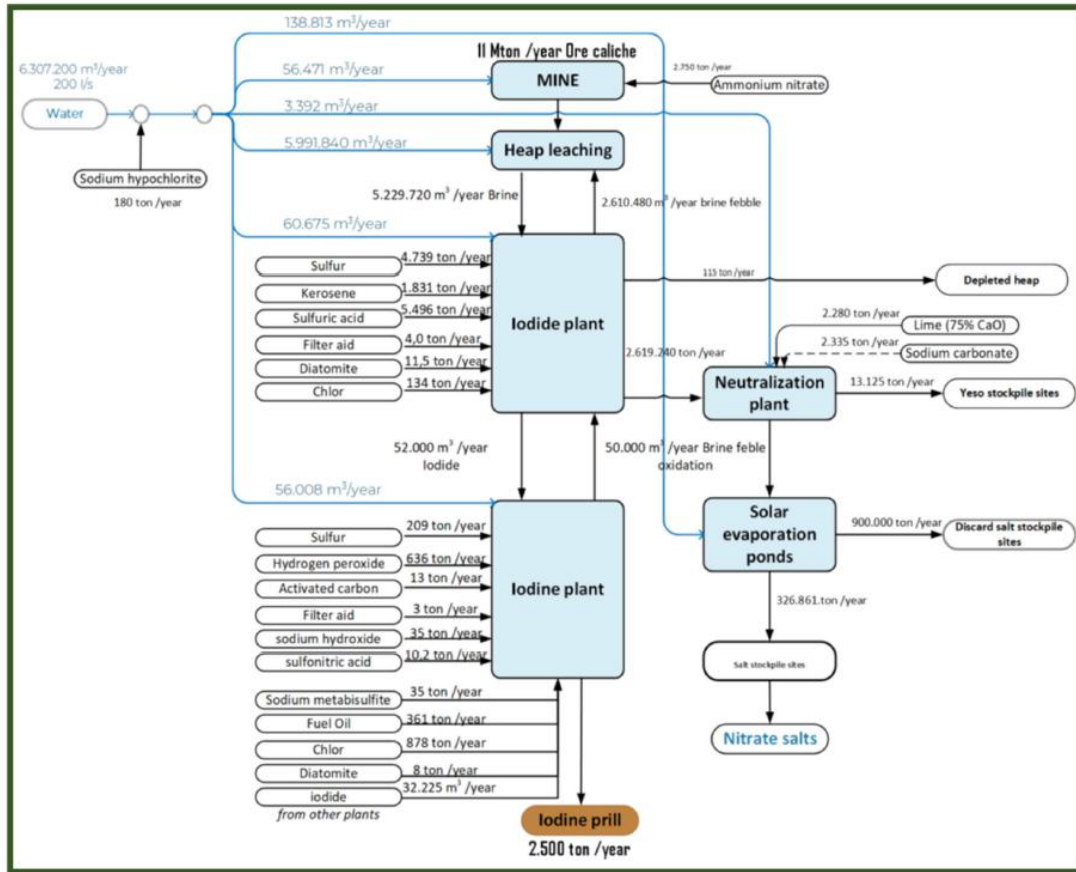 138.813 m³/year
11 Mton /year Ore caliche
6.307.200 m³/year
200 l/s
56.471 m³/year
MINE
2.750 ton/year
Ammonium nitrate
Water
3.392 m³/year
5.991.840 m³/year
Heap leaching
Sodium hypochlorite
180 ton/year
5.229.720 m³ /year Brine
2.610.480 m³ /year brine febble
60.675 m³/year
Sulfur
4.739 ton /year
Kerosene
1.831 ton/year
Sulfuric acid
5.496 ton/year
Filter aid
4,0 ton/year
Diatomite
11,5 ton/year
Chlor
134 ton/year
Iodide plant
115 ton/year
Depleted heap
2.280 ton/year
Lime (75% CaO)
2.335 ton/year
Sodium carbonate
2.619.240 ton/year
Neutralization
plant
13.125 ton/year
Yeso stockpile sites
52.000 m³ /year
Iodide
50.000 m³ /year Brine feble
oxidation
56.008 m³/year
Sulfur
209 ton/year
Hydrogen peroxide
636 ton/year
Activated carbon
13 ton/year
Filter aid
3 ton/year
sodium hydroxide
35 ton/year
sulfonitric acid
10,2 ton/year
Iodine plant
Solar
evaporation
ponds
900.000 ton/year
Discard salt stockpile
sites
326.861.ton/year
Salt stockpile sites
Nitrate salts
Sodium metabisulfite
35 ton/year
Fuel Oil
361 ton/year
Chlor
878 ton/year
Diatomite
8 ton/year
iodide
32.225 m³/year
from other plants
Iodine prill
2.500 ton /year